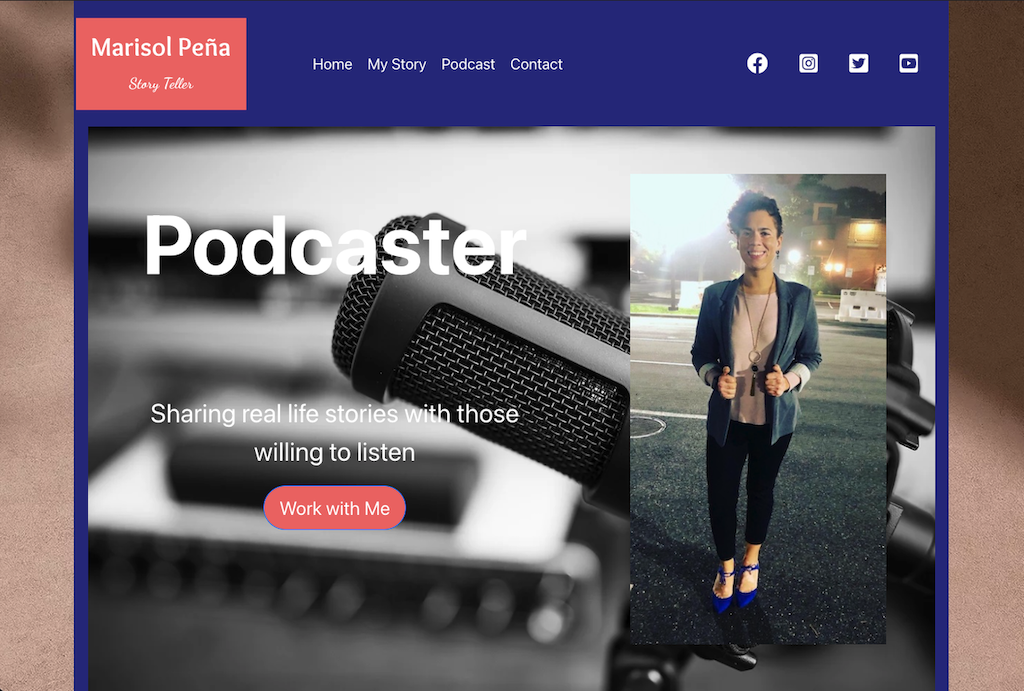 Marisol Peña
Story Teller
Home My Story Podcast Contact
Podcaster
Sharing real life stories with those
willing to listen
Work with Me